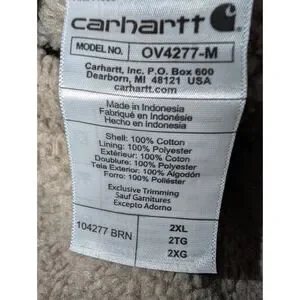 carhartt
MODEL NO. OV4277-M
Carhartt, Inc. P.O. Box 600
Dearborn, MI 48121 USA
carhartt.com
Made in Indonesia
Fabriqué en Indonésie
Hecho en Indonesia
Shell: 100% Cotton
Lining: 100% Polyester
Extérieur: 100% Coton
Doublure: 100% Polyester
Tela Exterior: 100% Algodón
Forro: 100% Poliéster
Exclusive Trimming
Sauf Garnitures
Excepto Adorno
104277 BRN
2XL
2TG
2XG